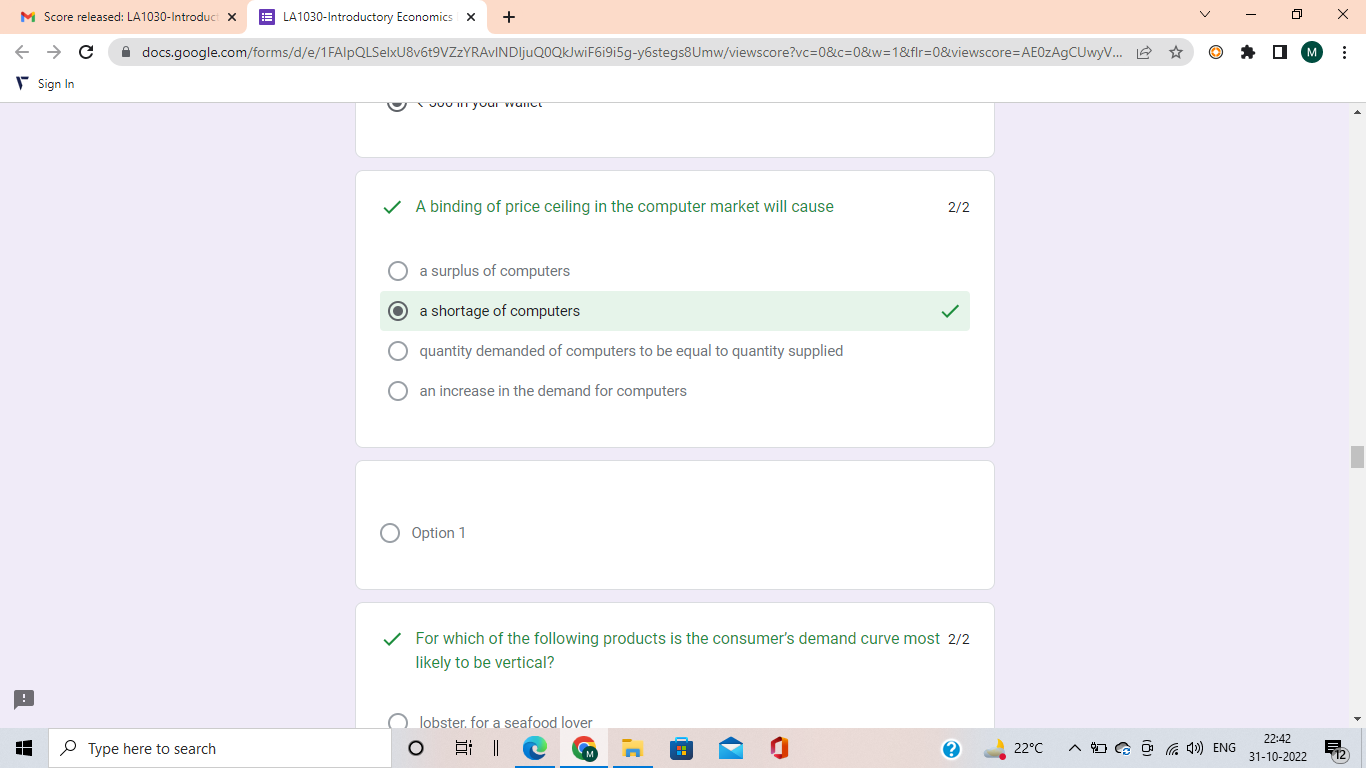 Score released: LA1030-Introduct
LA1030-Introductory Economics
docs.google.com/forms/d/e/1FAIpQLSelxU8v6t9VZzYRAvINDIjuQ0QkJwiF6i9i5g-y6stegs8Umw/viewscore?vc=0&c=0&w=1&flr=0&viewscore=AE0zAgCUwyV...
M
Sign In
A binding of price ceiling in the computer market will cause 2/2
a surplus of computers
a shortage of computers
quantity demanded of computers to be equal to quantity supplied
an increase in the demand for computers
Option 1
For which of the following products is the consumer's demand curve most 2/2
likely to be vertical?
lobster, for a seafood lover
Type here to search
22°C
ENG
22:42
31-10-2022
12